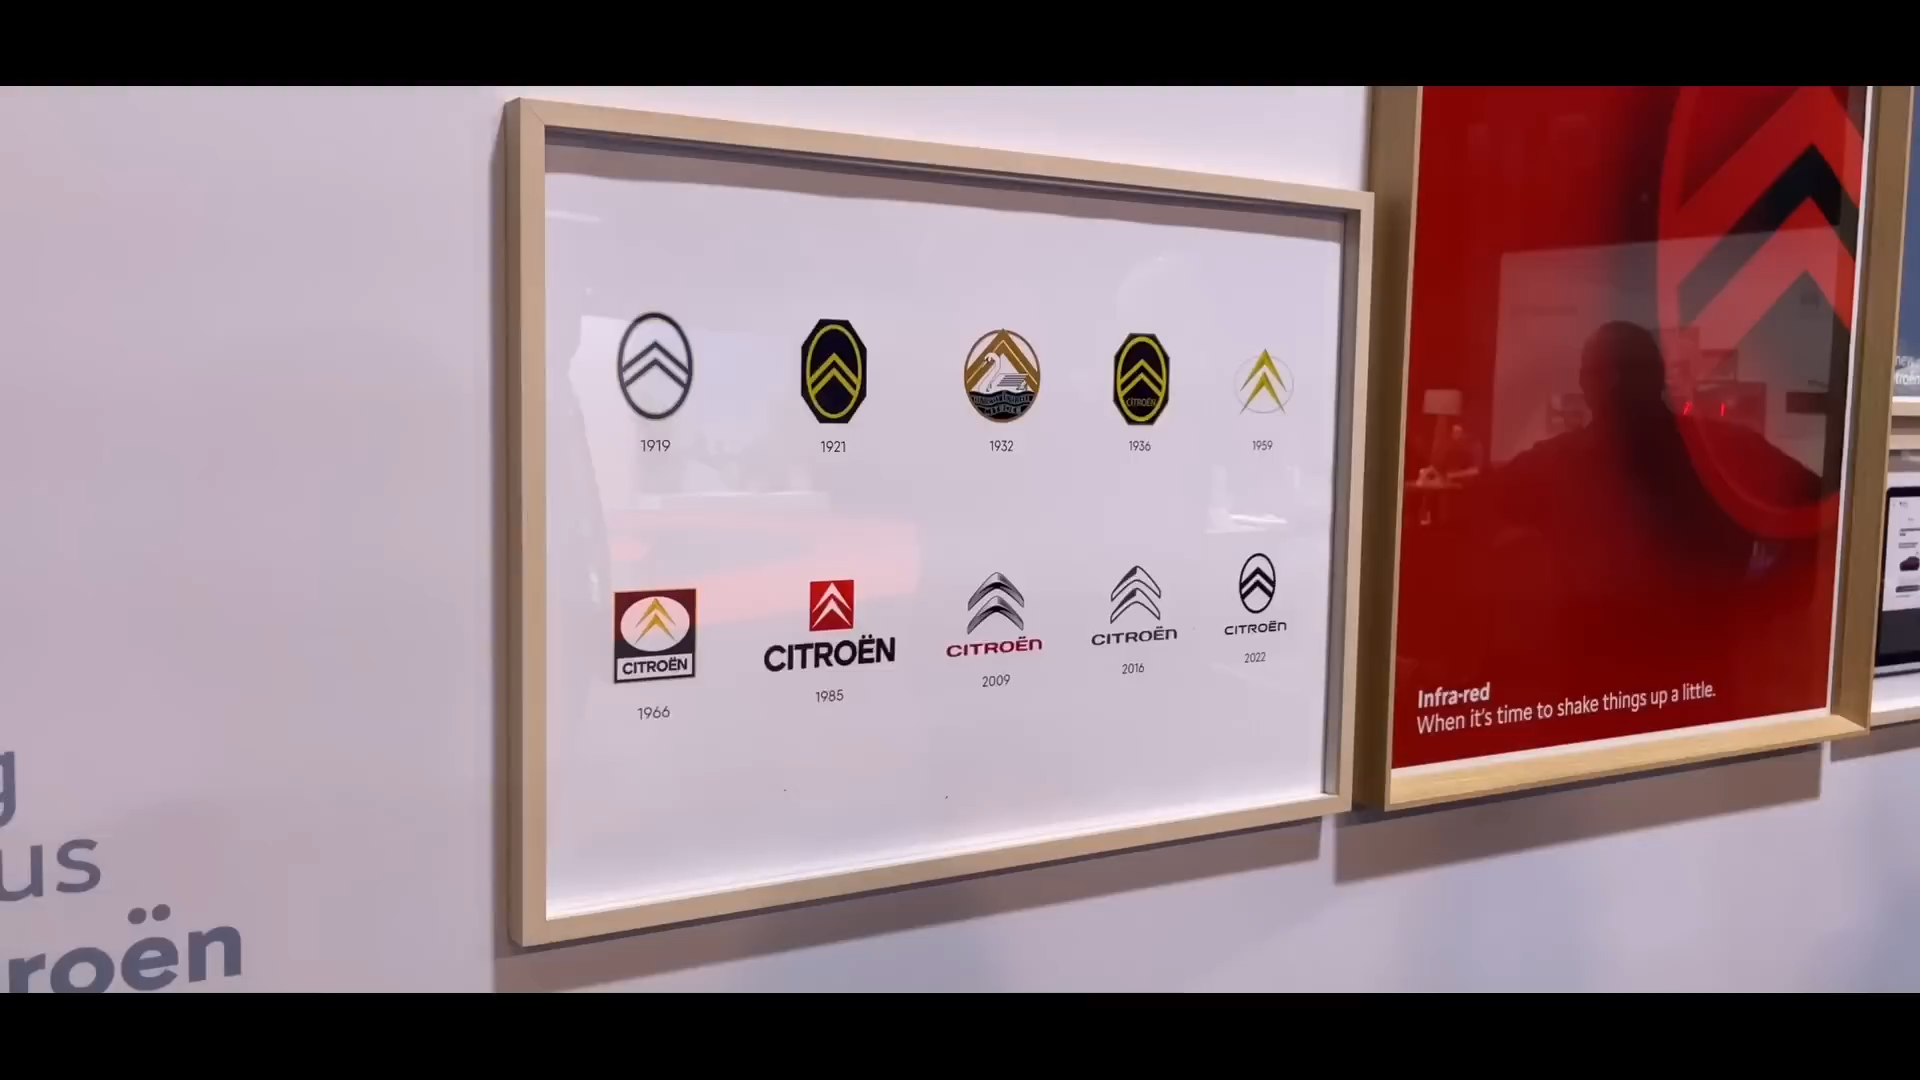 1919
1921
1932
1936
CITROËN
1959
CITROËN
1966
CITROËN
1985
CITROËN
2009
CITROËN
2016
CITROËN
2022
Infra-red
When it's time to shake things up a little.
us
roën